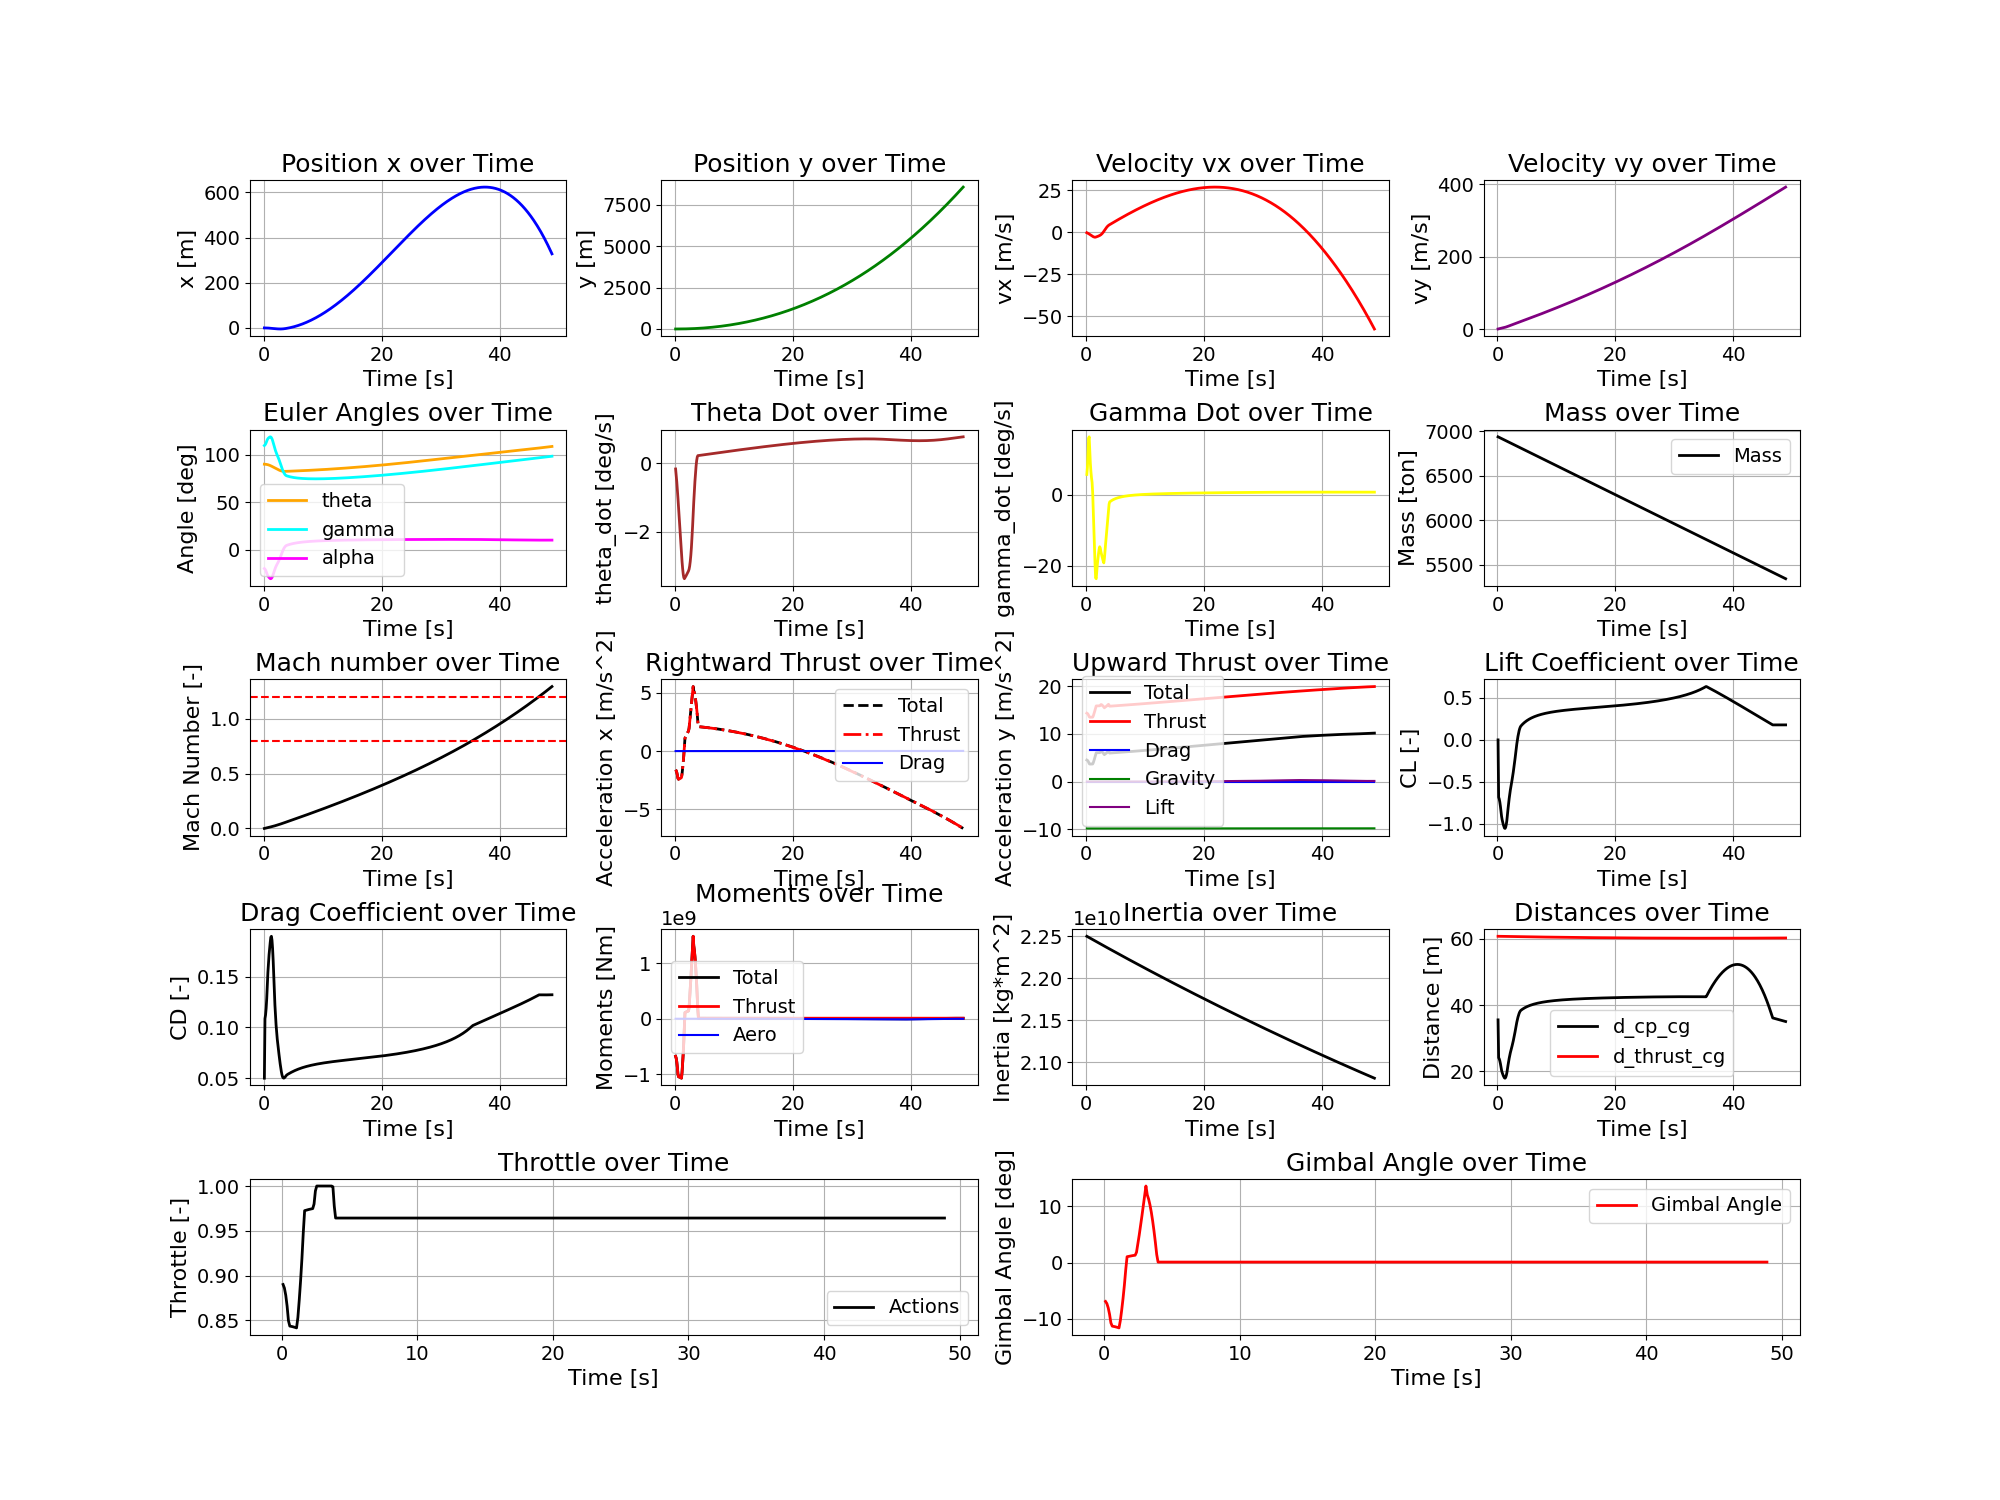 Position x over Time
x [m]
600
400
200
0
0 20 40
Time [s]
Position y over Time
y [m]
7500
5000
2500
0
0 20 40
Time [s]
Velocity vx over Time
vx [m/s]
25
0
−25
−50
0 20 40
Time [s]
Velocity vy over Time
vy [m/s]
400
200
0
0 20 40
Time [s]
Euler Angles over Time
Angle [deg]
100
50
0
theta
gamma
alpha
0 20 40
Time [s]
Theta Dot over Time
theta_dot [deg/s]
0
−2
0 20 40
Time [s]
Gamma Dot over Time
gamma_dot [deg/s]
0
−20
0 20 40
Time [s]
Mass over Time
Mass [ton]
7000
6500
6000
5500
Mass
0 20 40
Time [s]
Mach number over Time
Mach Number [-]
1.0
0.5
0.0
0 20 40
Time [s]
Rightward Thrust over Time
Acceleration x [m/s^2]
5
0
−5
Total
Thrust
Drag
0 20 40
Time [s]
Upward Thrust over Time
Acceleration y [m/s^2]
20
10
0
−10
Total
Thrust
Drag
Gravity
Lift
0 20 40
Time [s]
Lift Coefficient over Time
CL [-]
0.5
0.0
−0.5
−1.0
0 20 40
Time [s]
Drag Coefficient over Time
CD [-]
0.15
0.10
0.05
0 20 40
Time [s]
Moments over Time
1e9
Moments [Nm]
1
0
−1
Total
Thrust
Aero
0 20 40
Time [s]
Inertia over Time
1e10
Inertia [kg*m^2]
2.25
2.20
2.15
2.10
0 20 40
Time [s]
Distances over Time
Distance [m]
60
40
20
d_cp_cg
d_thrust_cg
0 20 40
Time [s]
Throttle over Time
Throttle [-]
1.00
0.95
0.90
0.85
Actions
0 10 20 30 40 50
Time [s]
Gimbal Angle over Time
Gimbal Angle [deg]
10
0
−10
Gimbal Angle
0 10 20 30 40 50
Time [s]